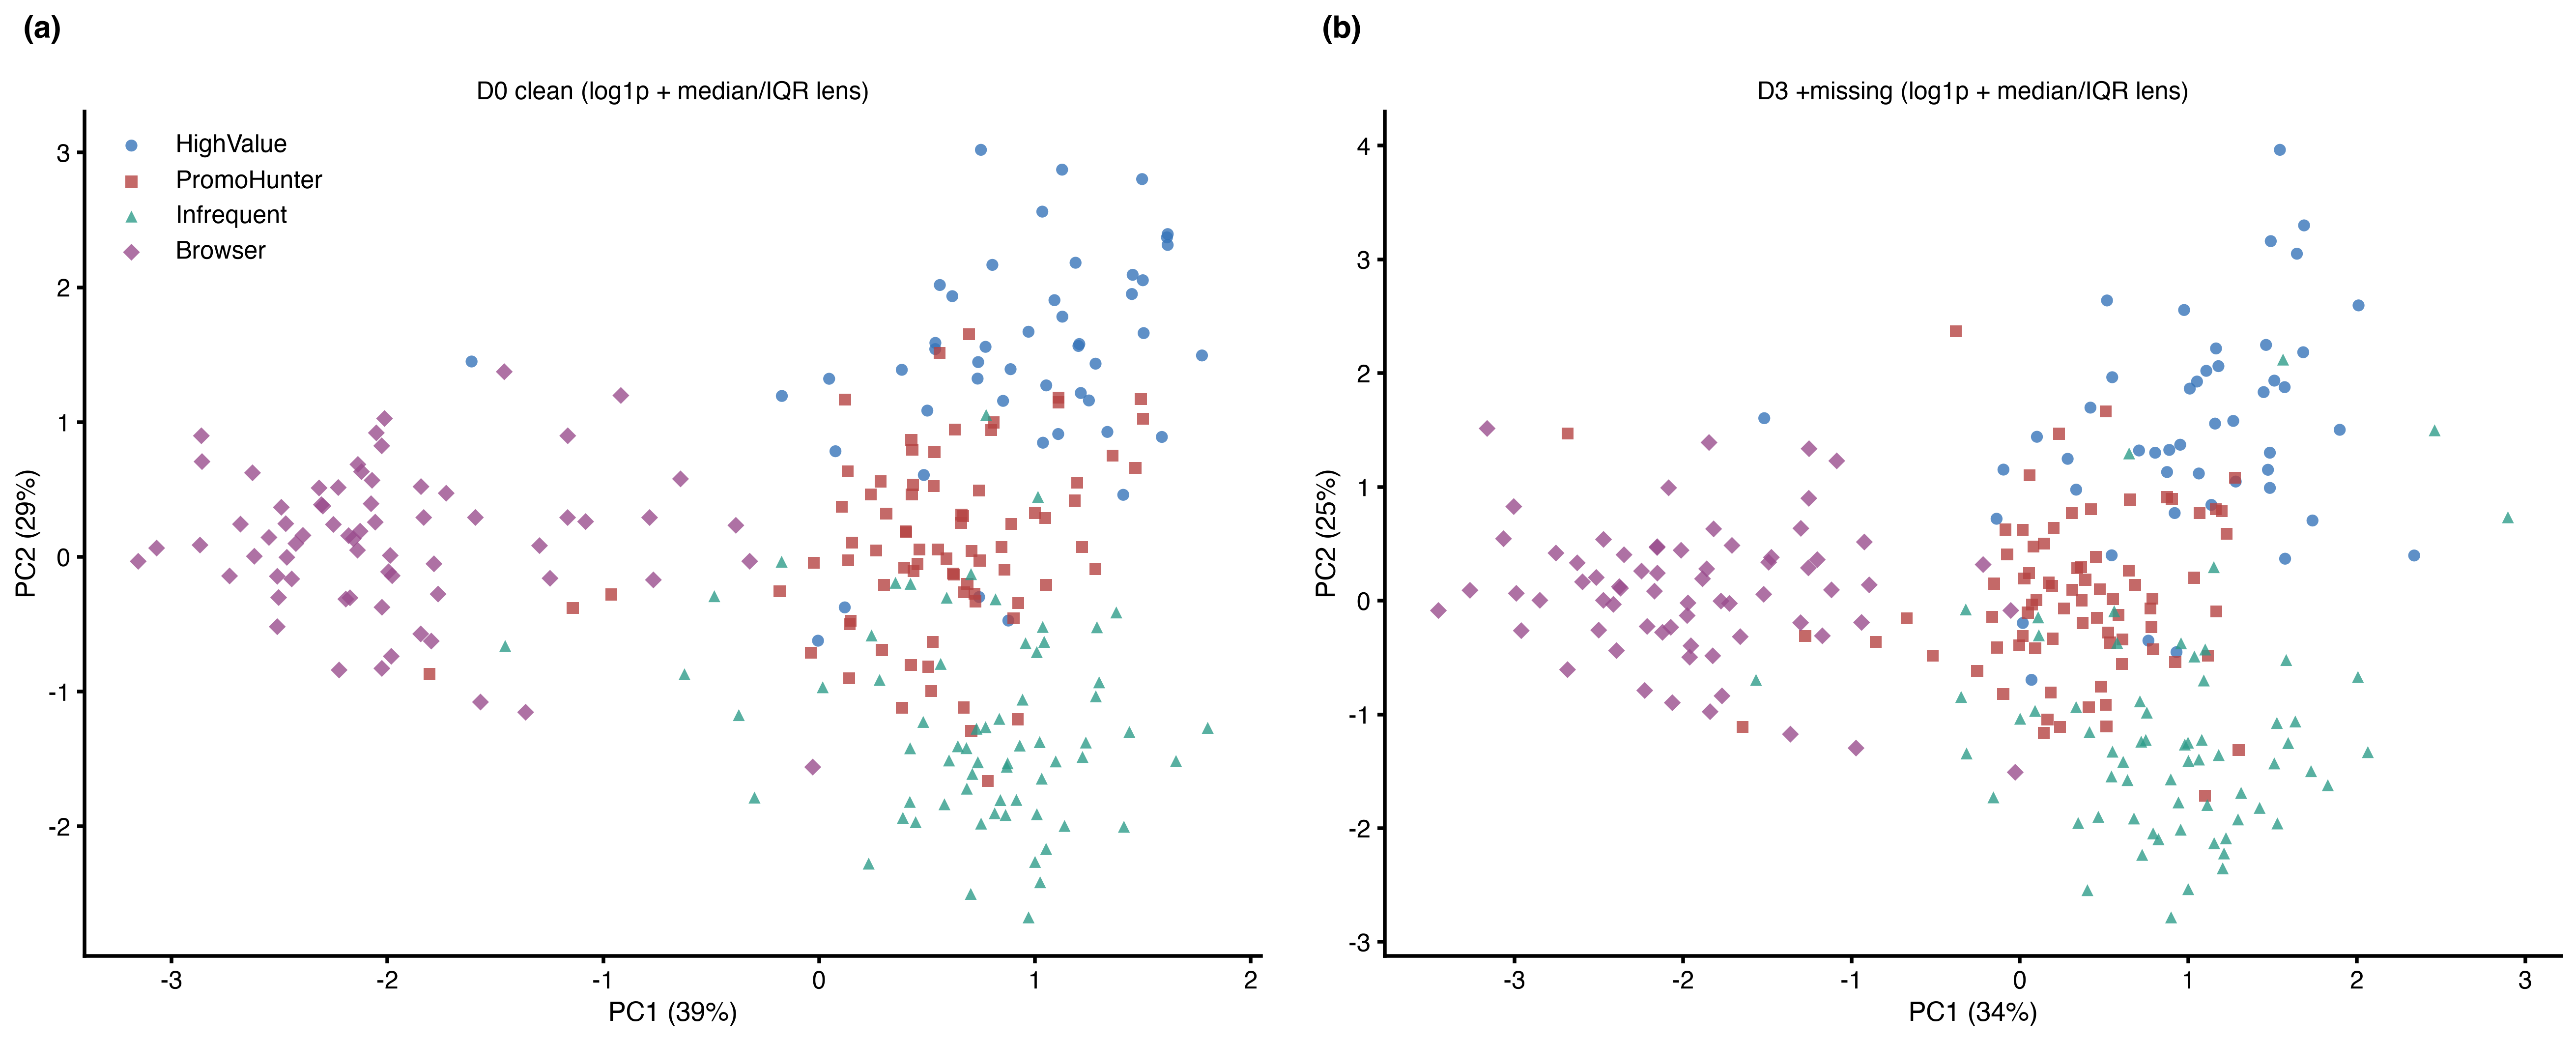 (a)
D0 clean (log1p + median/IQR lens)
HighValue
PromoHunter
Infrequent
Browser
3
2
1
0
-1
-2
PC2 (29%)
-3
-2
-1
0
1
2
PC1 (39%)
(b)
D3 +missing (log1p + median/IQR lens)
4
3
2
1
0
-1
-2
-3
PC2 (25%)
-3
-2
-1
0
1
2
3
PC1 (34%)